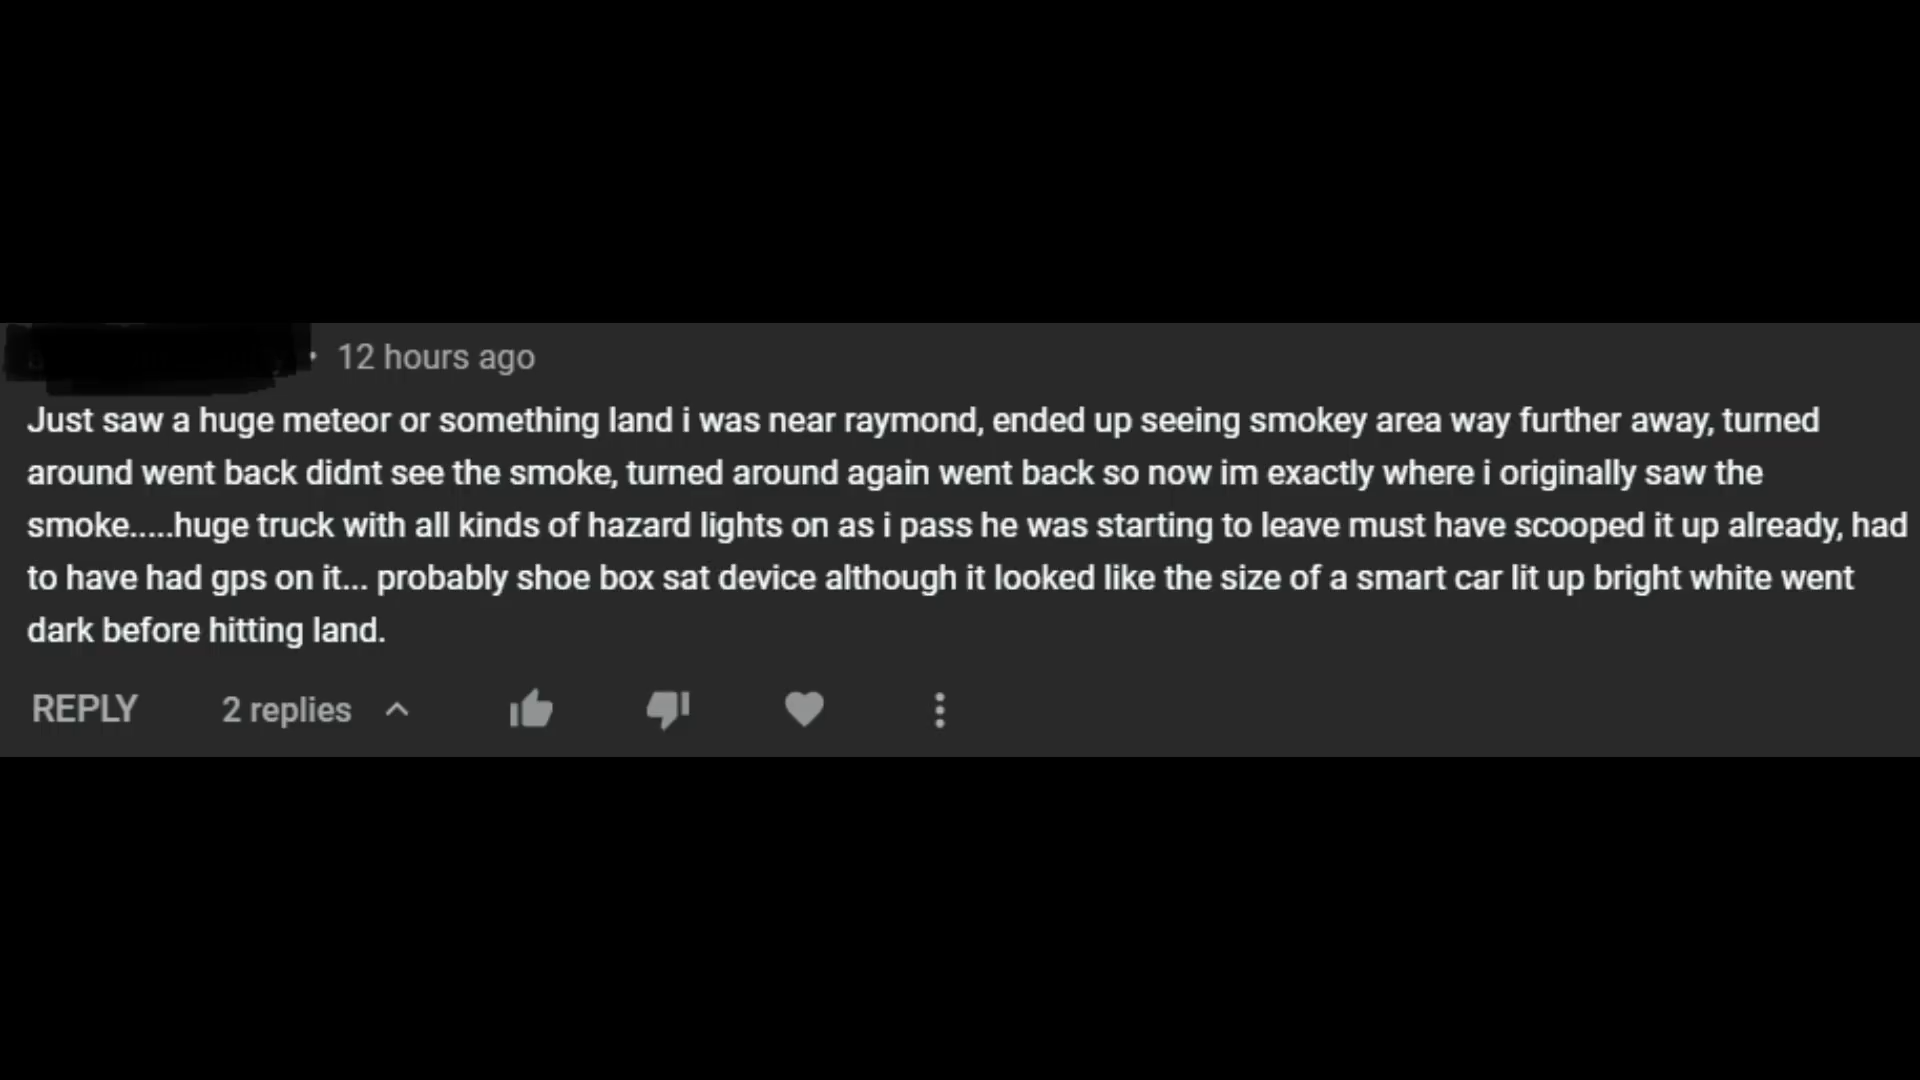 • 12 hours ago
Just saw a huge meteor or something land i was near raymond, ended up seeing smokey area way further away, turned
around went back didnt see the smoke, turned around again went back so now im exactly where i originally saw the
smoke.....huge truck with all kinds of hazard lights on as i pass he was starting to leave must have scooped it up already, had
to have had gps on it... probably shoe box sat device although it looked like the size of a smart car lit up bright white went
dark before hitting land.
REPLY 2 replies